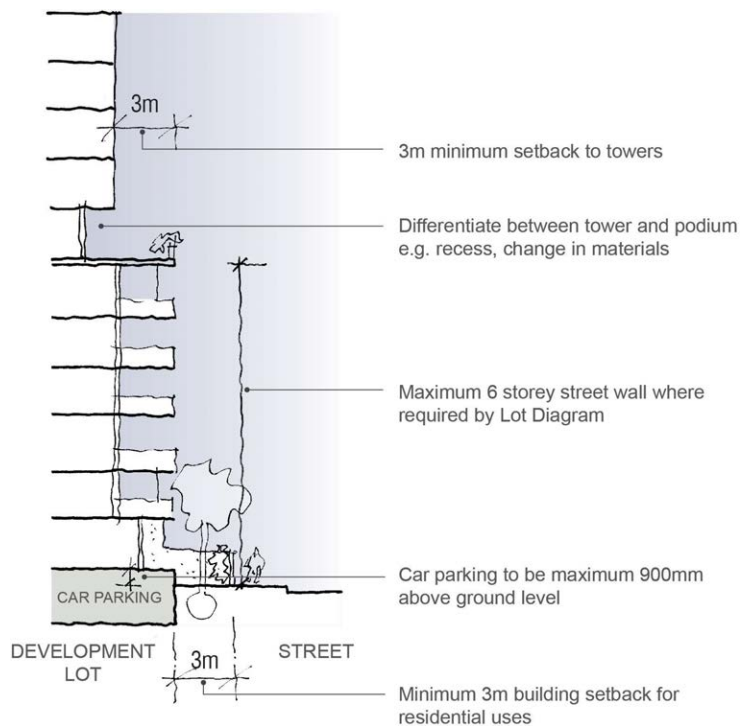 3m
3m minimum setback to towers
Differentiate between tower and podium
e.g. recess, change in materials
Maximum 6 storey street wall where
required by Lot Diagram
Car parking to be maximum 900mm
above ground level
CAR PARKING
DEVELOPMENT
LOT
STREET
3m
Minimum 3m building setback for
residential uses